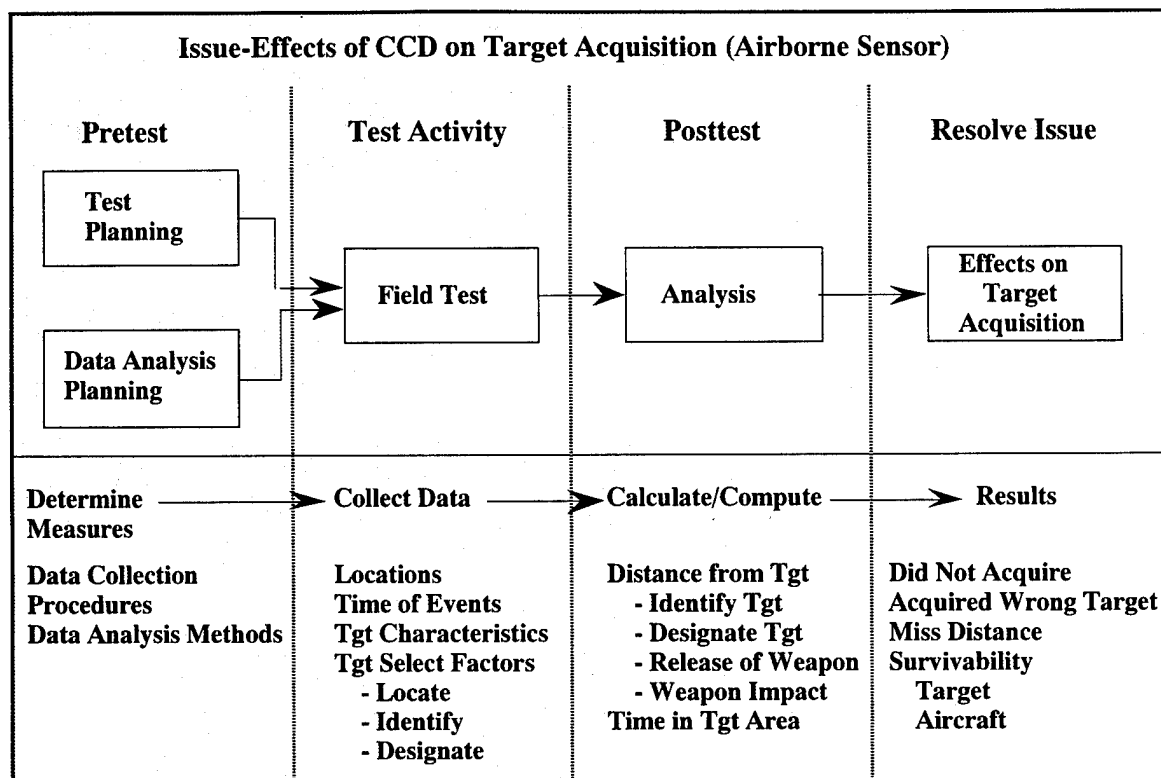 Issue-Effects of CCD on Target Acquisition (Airborne Sensor)
Pretest
Test Activity
Posttest
Resolve Issue
Test
Planning
Data Analysis
Planning
Field Test
Analysis
Effects on
Target
Acquisition
Determine
Measures
Data Collection
Procedures
Data Analysis Methods
Collect Data
Locations
Time of Events
Tgt Characteristics
Tgt Select Factors
- Locate
- Identify
- Designate
Calculate/Compute
Distance from Tgt
- Identify Tgt
- Designate Tgt
- Release of Weapon
- Weapon Impact
Time in Tgt Area
Results
Did Not Acquire
Acquired Wrong Target
Miss Distance
Survivability
Target
Aircraft